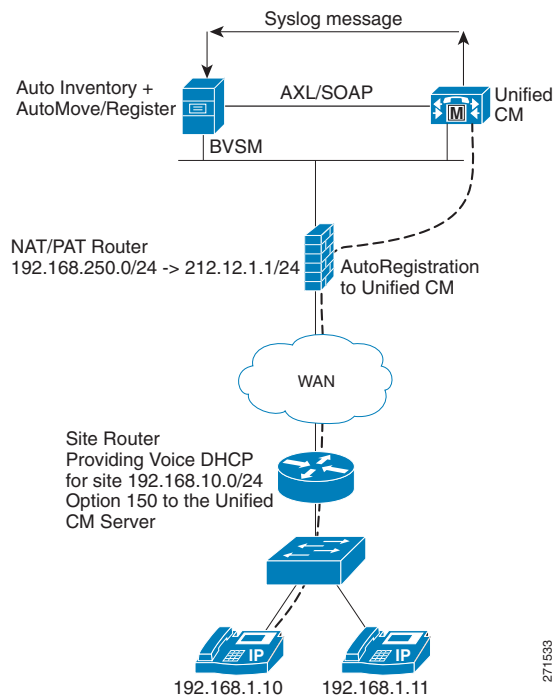 Syslog message
Auto Inventory +
AutoMove/Register
AXL/SOAP
M
Unified
CM
BVSM
NAT/PAT Router
192.168.250.0/24 -> 212.12.1.1/24
AutoRegistration
to Unified CM
WAN
Site Router
Providing Voice DHCP
for site 192.168.10.0/24
Option 150 to the Unified
CM Server
IP
IP
192.168.1.10
192.168.1.11
271533